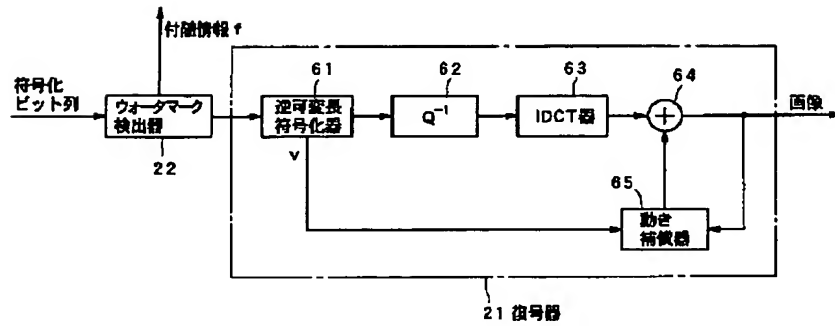 付随情報 f
符号化
ビット列
ウォータマーク
検出器
22
61
逆可変長
符号化器
v
62
Q⁻¹
63
IDCT器
64
+
画像
65
動き
補償器
21 復号器